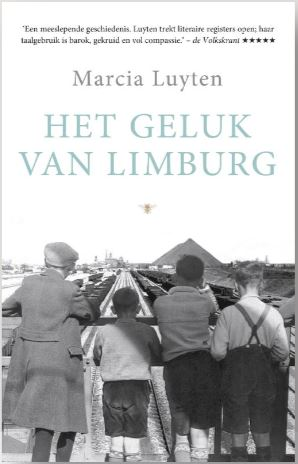 "Een meeslepende geschiedenis. Luyten trekt literaire registers open; haar
taalgebruik is barok, gekruid en vol compassie." – de Volkskrant ★★★★★
Marcia Luyten
HET GELUK
VAN LIMBURG